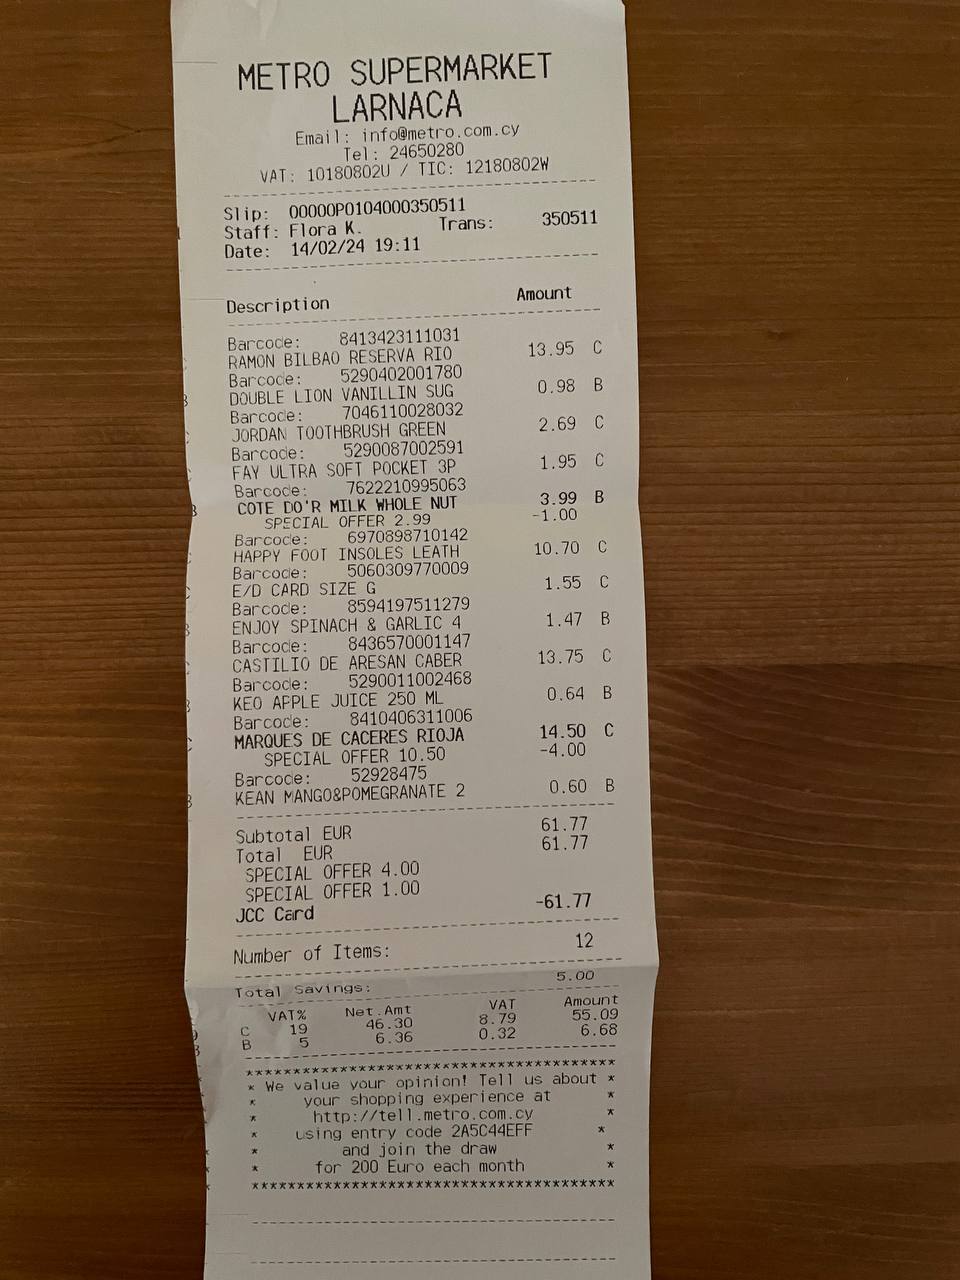 METRO SUPERMARKET
LARNACA
Email: info@metro.com.cy
Tel: 24650280
VAT: 10180802U / TIC: 12180802W
Slip: 00000P0104000350511
Staff: Flora K. Trans: 350511
Date: 14/02/24 19:11
Description Amount
Barcode: 8413423111031
RAMON BILBAO RESERVA RIO 13.95 C
Barcode: 5290402001780
DOUBLE LION VANILLIN SUG 0.98 B
Barcode: 7046110028032
JORDAN TOOTHBRUSH GREEN 2.69 C
Barcode: 5290087002591
FAY ULTRA SOFT POCKET 3P 1.95 C
Barcode: 7622210995063
COTE DO'R MILK WHOLE NUT 3.99 B
SPECIAL OFFER 2.99 -1.00
Barcode: 6970898710142
HAPPY FOOT INSOLES LEATH 10.70 C
Barcode: 5060309770009
E/D CARD SIZE G 1.55 C
Barcode: 8594197511279
ENJOY SPINACH & GARLIC 4 1.47 B
Barcode: 8436570001147
CASTILIO DE ARESAN CABER 13.75 C
Barcode: 5290011002468
KEO APPLE JUICE 250 ML 0.64 B
Barcode: 8410406311006
MARQUES DE CACERES RIOJA 14.50 C
SPECIAL OFFER 10.50 -4.00
Barcode: 52928475
KEAN MANGO&POMEGRANATE 2 0.60 B
Subtotal EUR 61.77
Total EUR 61.77
SPECIAL OFFER 4.00
SPECIAL OFFER 1.00
JCC Card -61.77
Number of Items: 12
Total Savings: 5.00
VAT% Net.Amt VAT Amount
C 19 46.30 8.79 55.09
B 5 6.36 0.32 6.68
****************************************
* We value your opinion! Tell us about *
* your shopping experience at *
* http://tell.metro.com.cy *
* using entry code 2A5C44EFF *
* and join the draw *
* for 200 Euro each month *
****************************************